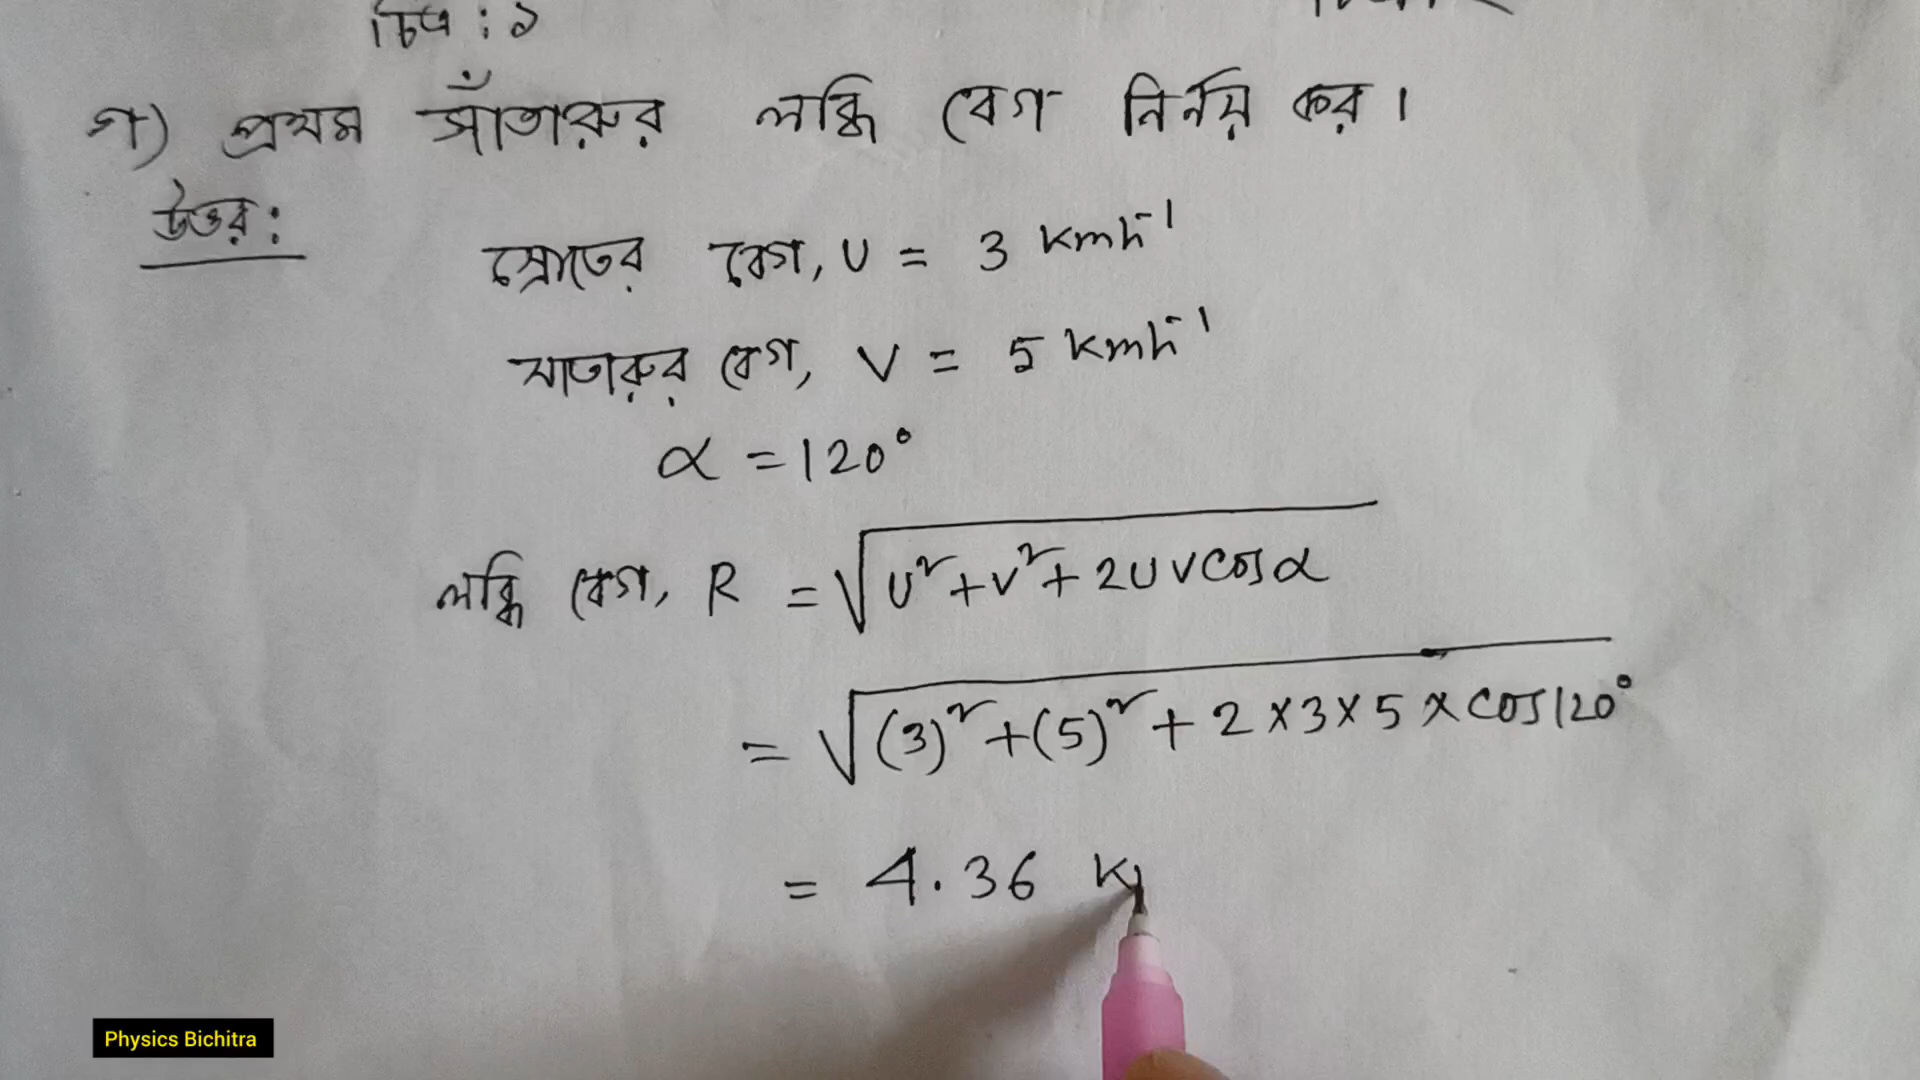 চিত্র : ১
গ) প্রথম সাঁতারুর লব্ধি বেগ নির্নয় কর।
উত্তর:
স্রোতের বেগ, U = 3 Kmh⁻¹
সাতারুর বেগ, V = 5 Kmh⁻¹
α = 120°
লব্ধি বেগ, R = √(U² + V² + 2UV cos α)
= √((3)² + (5)² + 2 × 3 × 5 × cos 120°)
= 4.36 K
Physics Bichitra